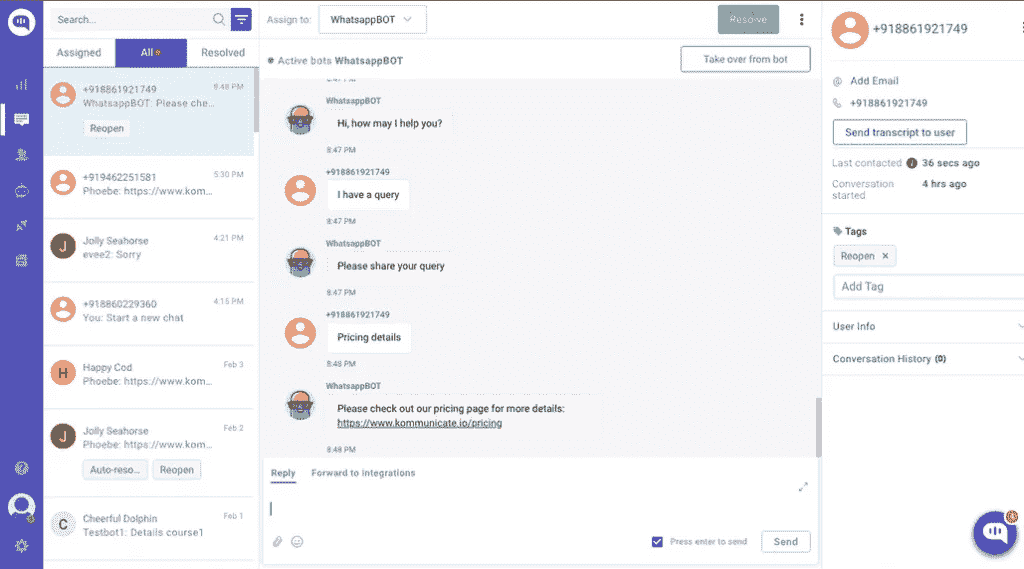 Search...
Assigned
All
Resolved
+918861921749
8:48 PM
WhatsappBOT: Please che...
Reopen
+919462251581
5:30 PM
Phoebe: https://www.kom...
J
Jolly Seahorse
4:21 PM
evee2: Sorry
+918860229360
4:15 PM
You: Start a new chat
H
Happy Cod
Feb 3
Phoebe: https://www.kom...
J
Jolly Seahorse
Feb 2
Phoebe: https://www.kom...
Auto-reso...
Reopen
C
Cheerful Dolphin
Feb 1
Testbot1: Details course1
Assign to:
WhatsappBOT
Resolve
Active bots WhatsappBOT
Take over from bot
WhatsappBOT
Hi, how may I help you?
8:47 PM
+918861921749
I have a query
8:47 PM
WhatsappBOT
Please share your query
8:47 PM
+918861921749
Pricing details
8:48 PM
WhatsappBOT
Please check out our pricing page for more details:
https://www.kommunicate.io/pricing
8:48 PM
Reply
Forward to integrations
Press enter to send
Send
+918861921749
Add Email
+918861921749
Send transcript to user
Last contacted
36 secs ago
Conversation
started
4 hrs ago
Tags
Reopen
Add Tag
User Info
Conversation History (0)